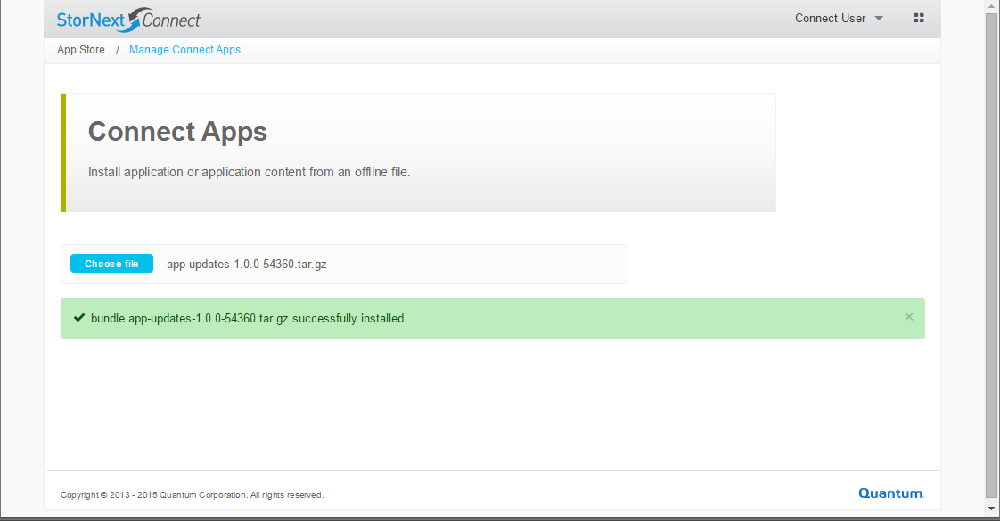 StorNext Connect
Connect User
App Store / Manage Connect Apps
Connect Apps
Install application or application content from an offline file.
Choose file app-updates-1.0.0-54360.tar.gz
bundle app-updates-1.0.0-54360.tar.gz successfully installed
Copyright © 2013 - 2015 Quantum Corporation. All rights reserved.
Quantum